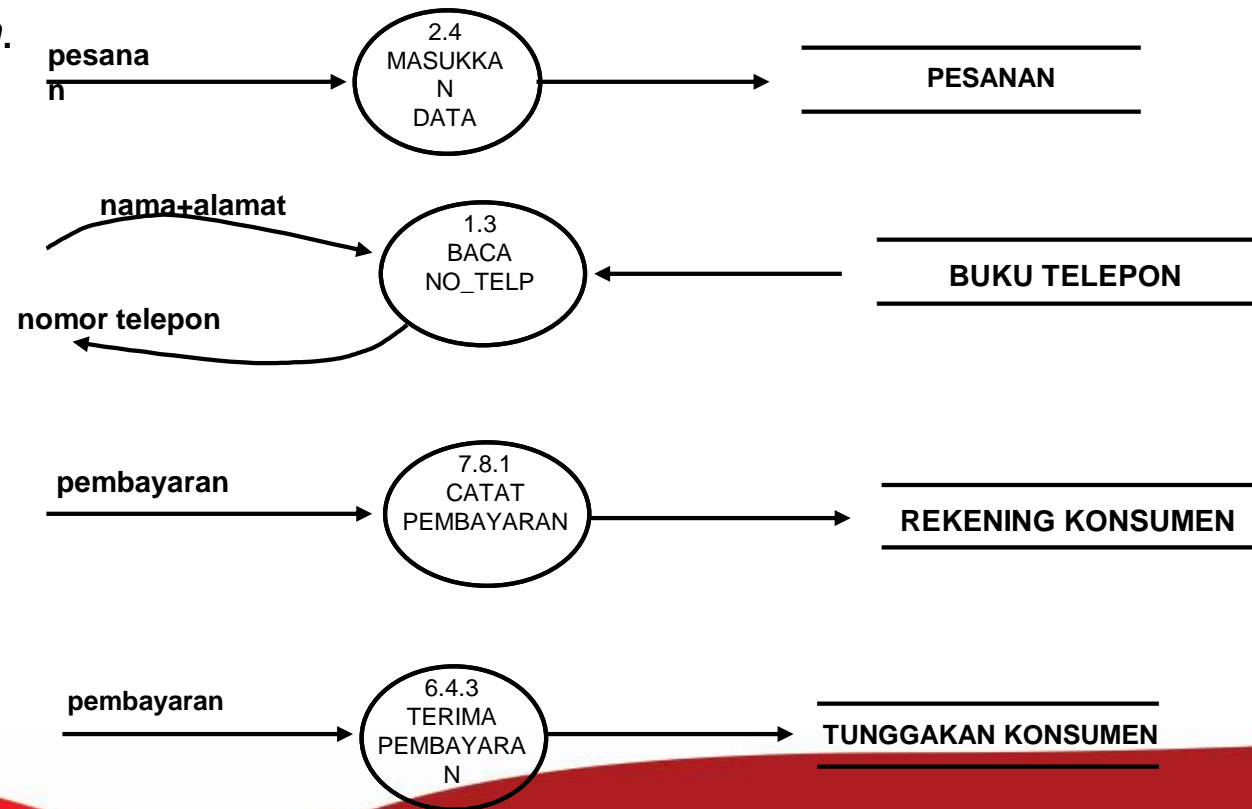 pesana
n
2.4
MASUKKA
N
DATA
PESANAN
nama+alamat
1.3
BACA
NO_TELP
BUKU TELEPON
nomor telepon
pembayaran
7.8.1
CATAT
PEMBAYARAN
REKENING KONSUMEN
pembayaran
6.4.3
TERIMA
PEMBAYARA
N
TUNGGAKAN KONSUMEN